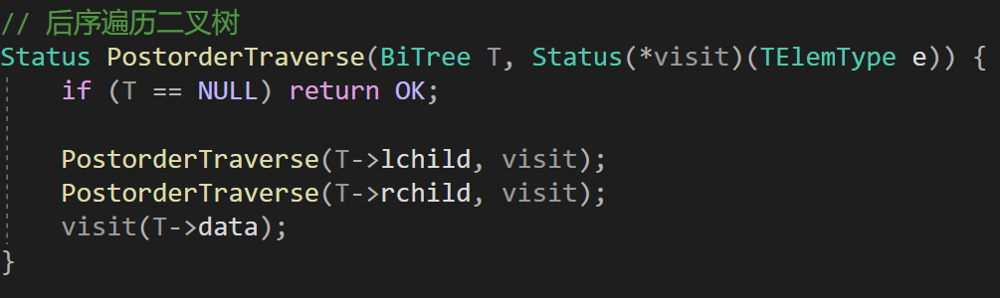 // 后序遍历二叉树
Status PostorderTraverse(BiTree T, Status(*visit)(TElemType e)) {
    if (T == NULL) return OK;
    PostorderTraverse(T->lchild, visit);
    PostorderTraverse(T->rchild, visit);
    visit(T->data);
}